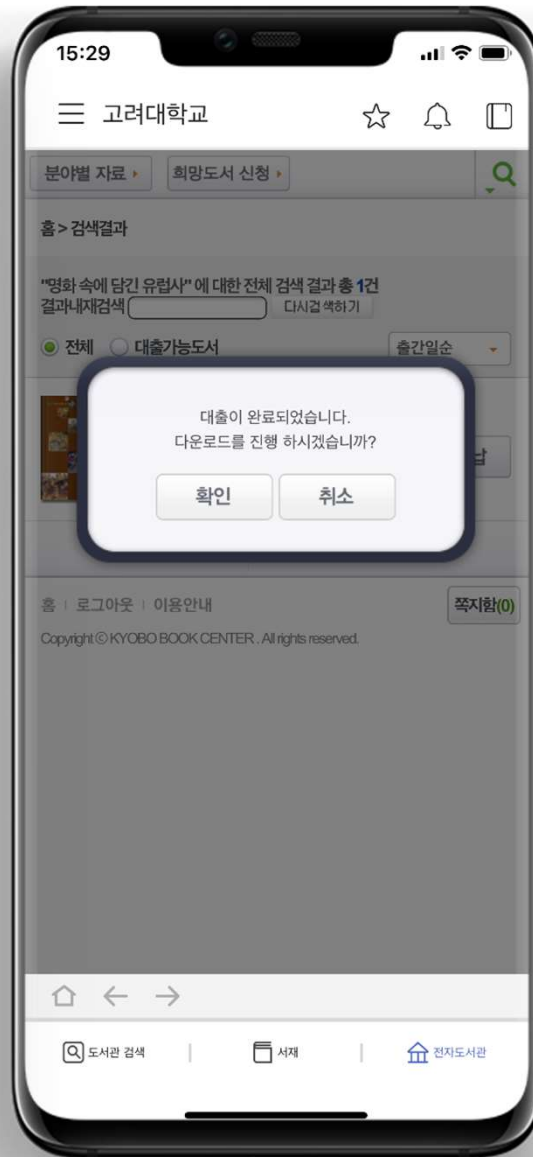 15:29
고려대학교
분야별 자료
희망도서 신청
홈 > 검색결과
"명화 속에 담긴 유럽사" 에 대한 전체 검색 결과 총 1건
결과내재검색 다시검색하기
전체 대출가능도서 출간일순
대출이 완료되었습니다.
다운로드를 진행 하시겠습니까?
확인 취소
홈 | 로그아웃 | 이용안내
쪽지함(0)
Copyright © KYOBO BOOK CENTER . All rights reserved.
도서관 검색 | 서재 | 전자도서관